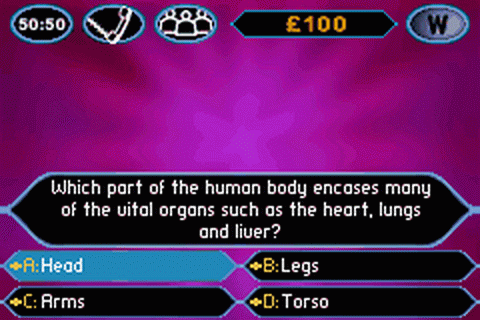 50:50 £100 W
Which part of the human body encases many
of the vital organs such as the heart, lungs
and liver?
A:Head B:Legs
C:Arms D:Torso